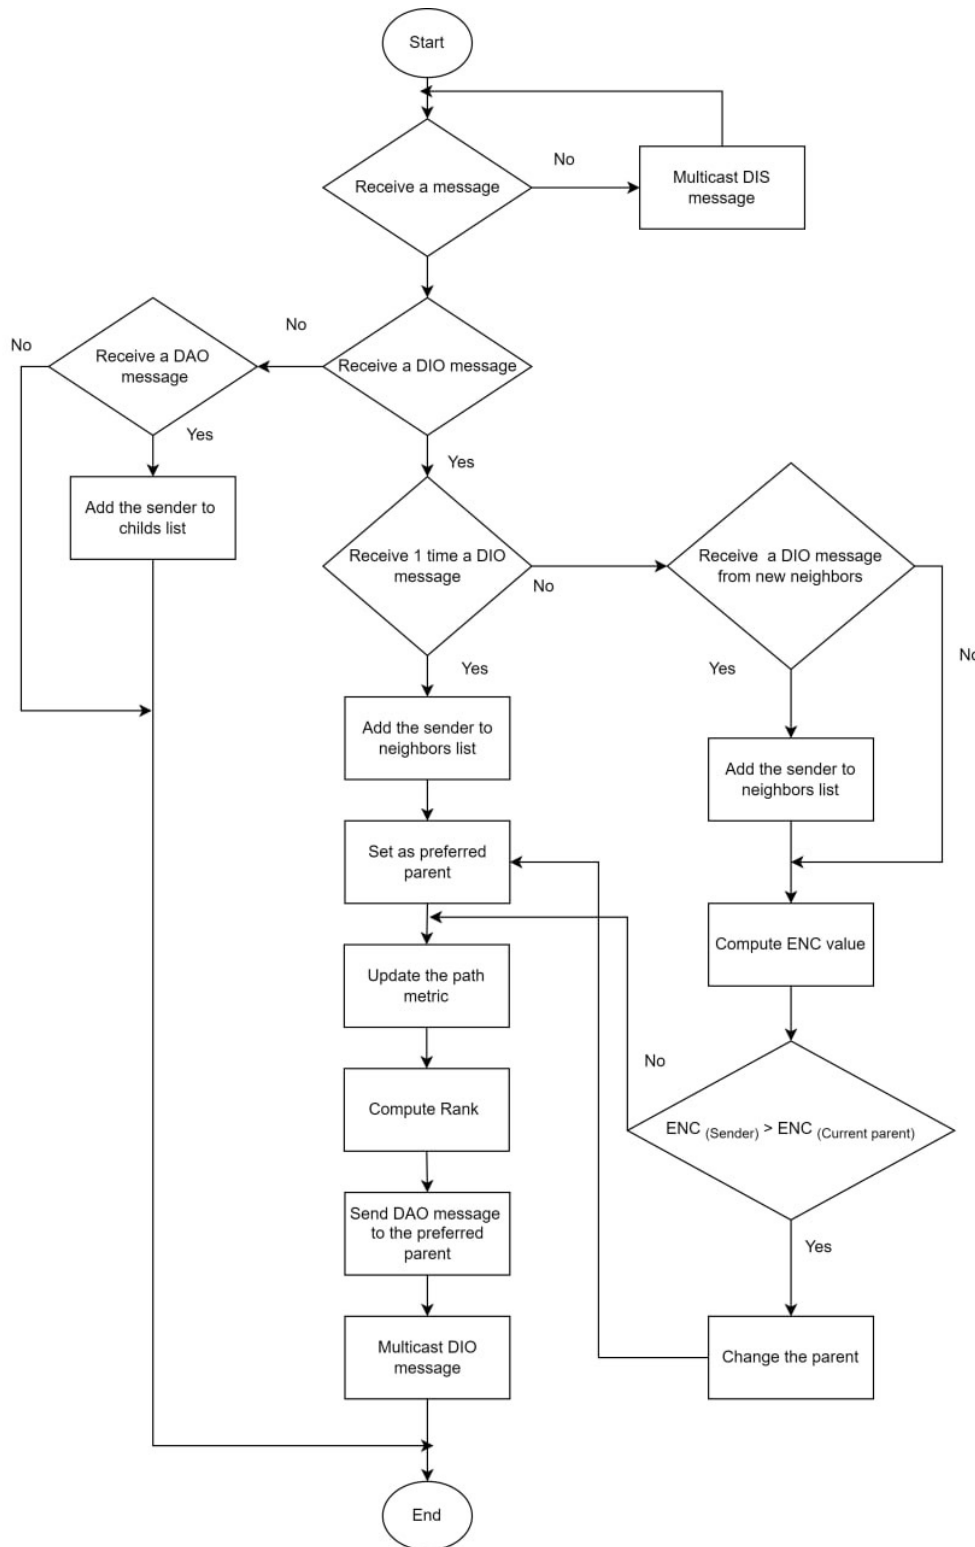 Start
No
Receive a message
Multicast DIS
message
No
No
Receive a DAO
message
Receive a DIO message
Yes
Yes
Add the sender to
childs list
Receive 1 time a DIO
message
Receive a DIO message
from new neighbors
No
No
Yes
Yes
Add the sender to
neighbors list
Add the sender to
neighbors list
Set as preferred
parent
Compute ENC value
Update the path
metric
No
Compute Rank
ENC (Sender) > ENC (Current parent)
Send DAO message
to the preferred
parent
Yes
Multicast DIO
message
Change the parent
End